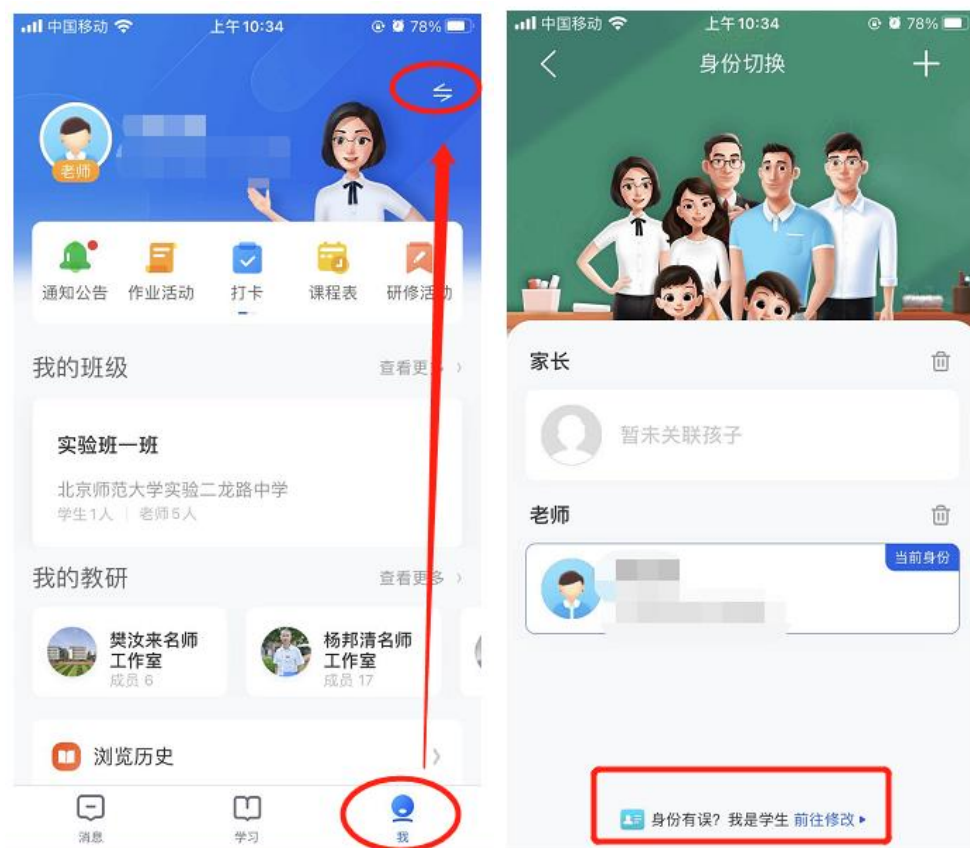 中国移动
上午10:34
78%
老师
通知公告
作业活动
打卡
课程表
研修活动
我的班级
查看更多
实验班一班
北京师范大学实验二龙路中学
学生1人 | 老师5人
我的教研
查看更多
樊汝来名师
工作室
成员 6
杨邦清名师
工作室
成员 17
浏览历史
消息
学习
我
中国移动
上午10:34
78%
身份切换
家长
暂未关联孩子
老师
当前身份
身份有误? 我是学生 前往修改